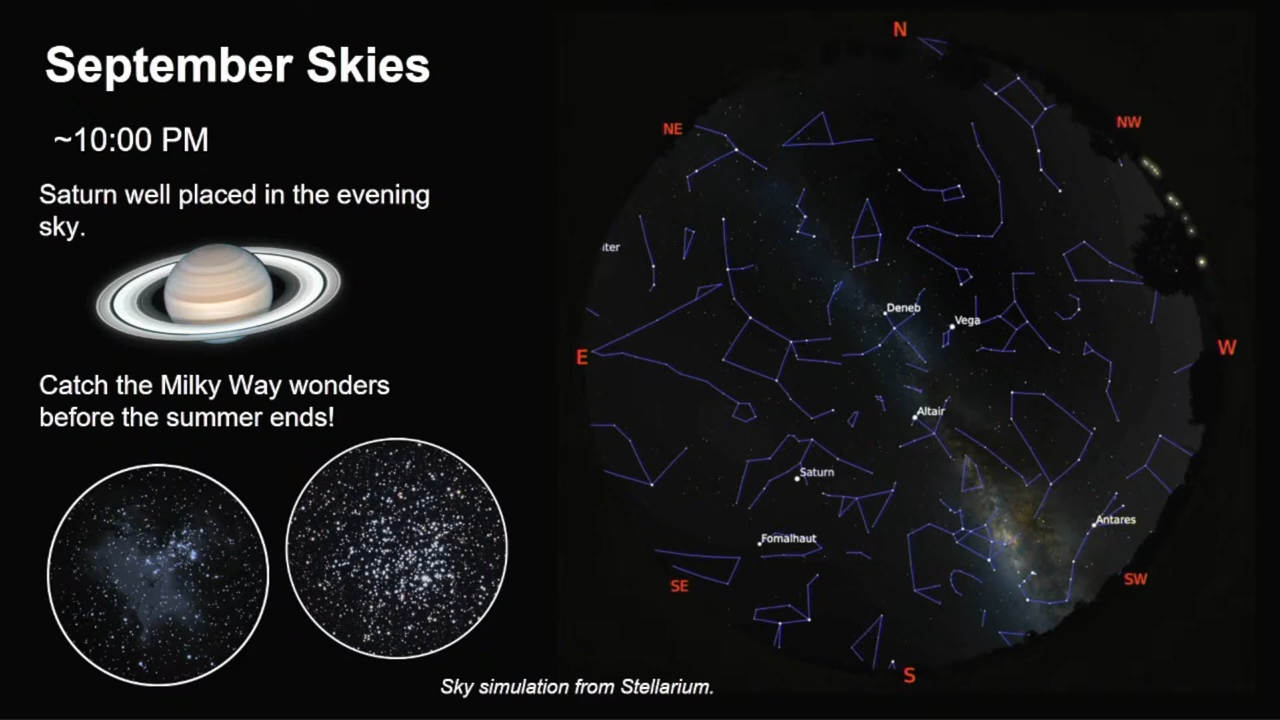 September Skies
~10:00 PM
Saturn well placed in the evening
sky.
Catch the Milky Way wonders
before the summer ends!
N
NE
NW
iter
Deneb
Vega
E
W
Altair
Saturn
Antares
Fomalhaut
SE
SW
S
Sky simulation from Stellarium.